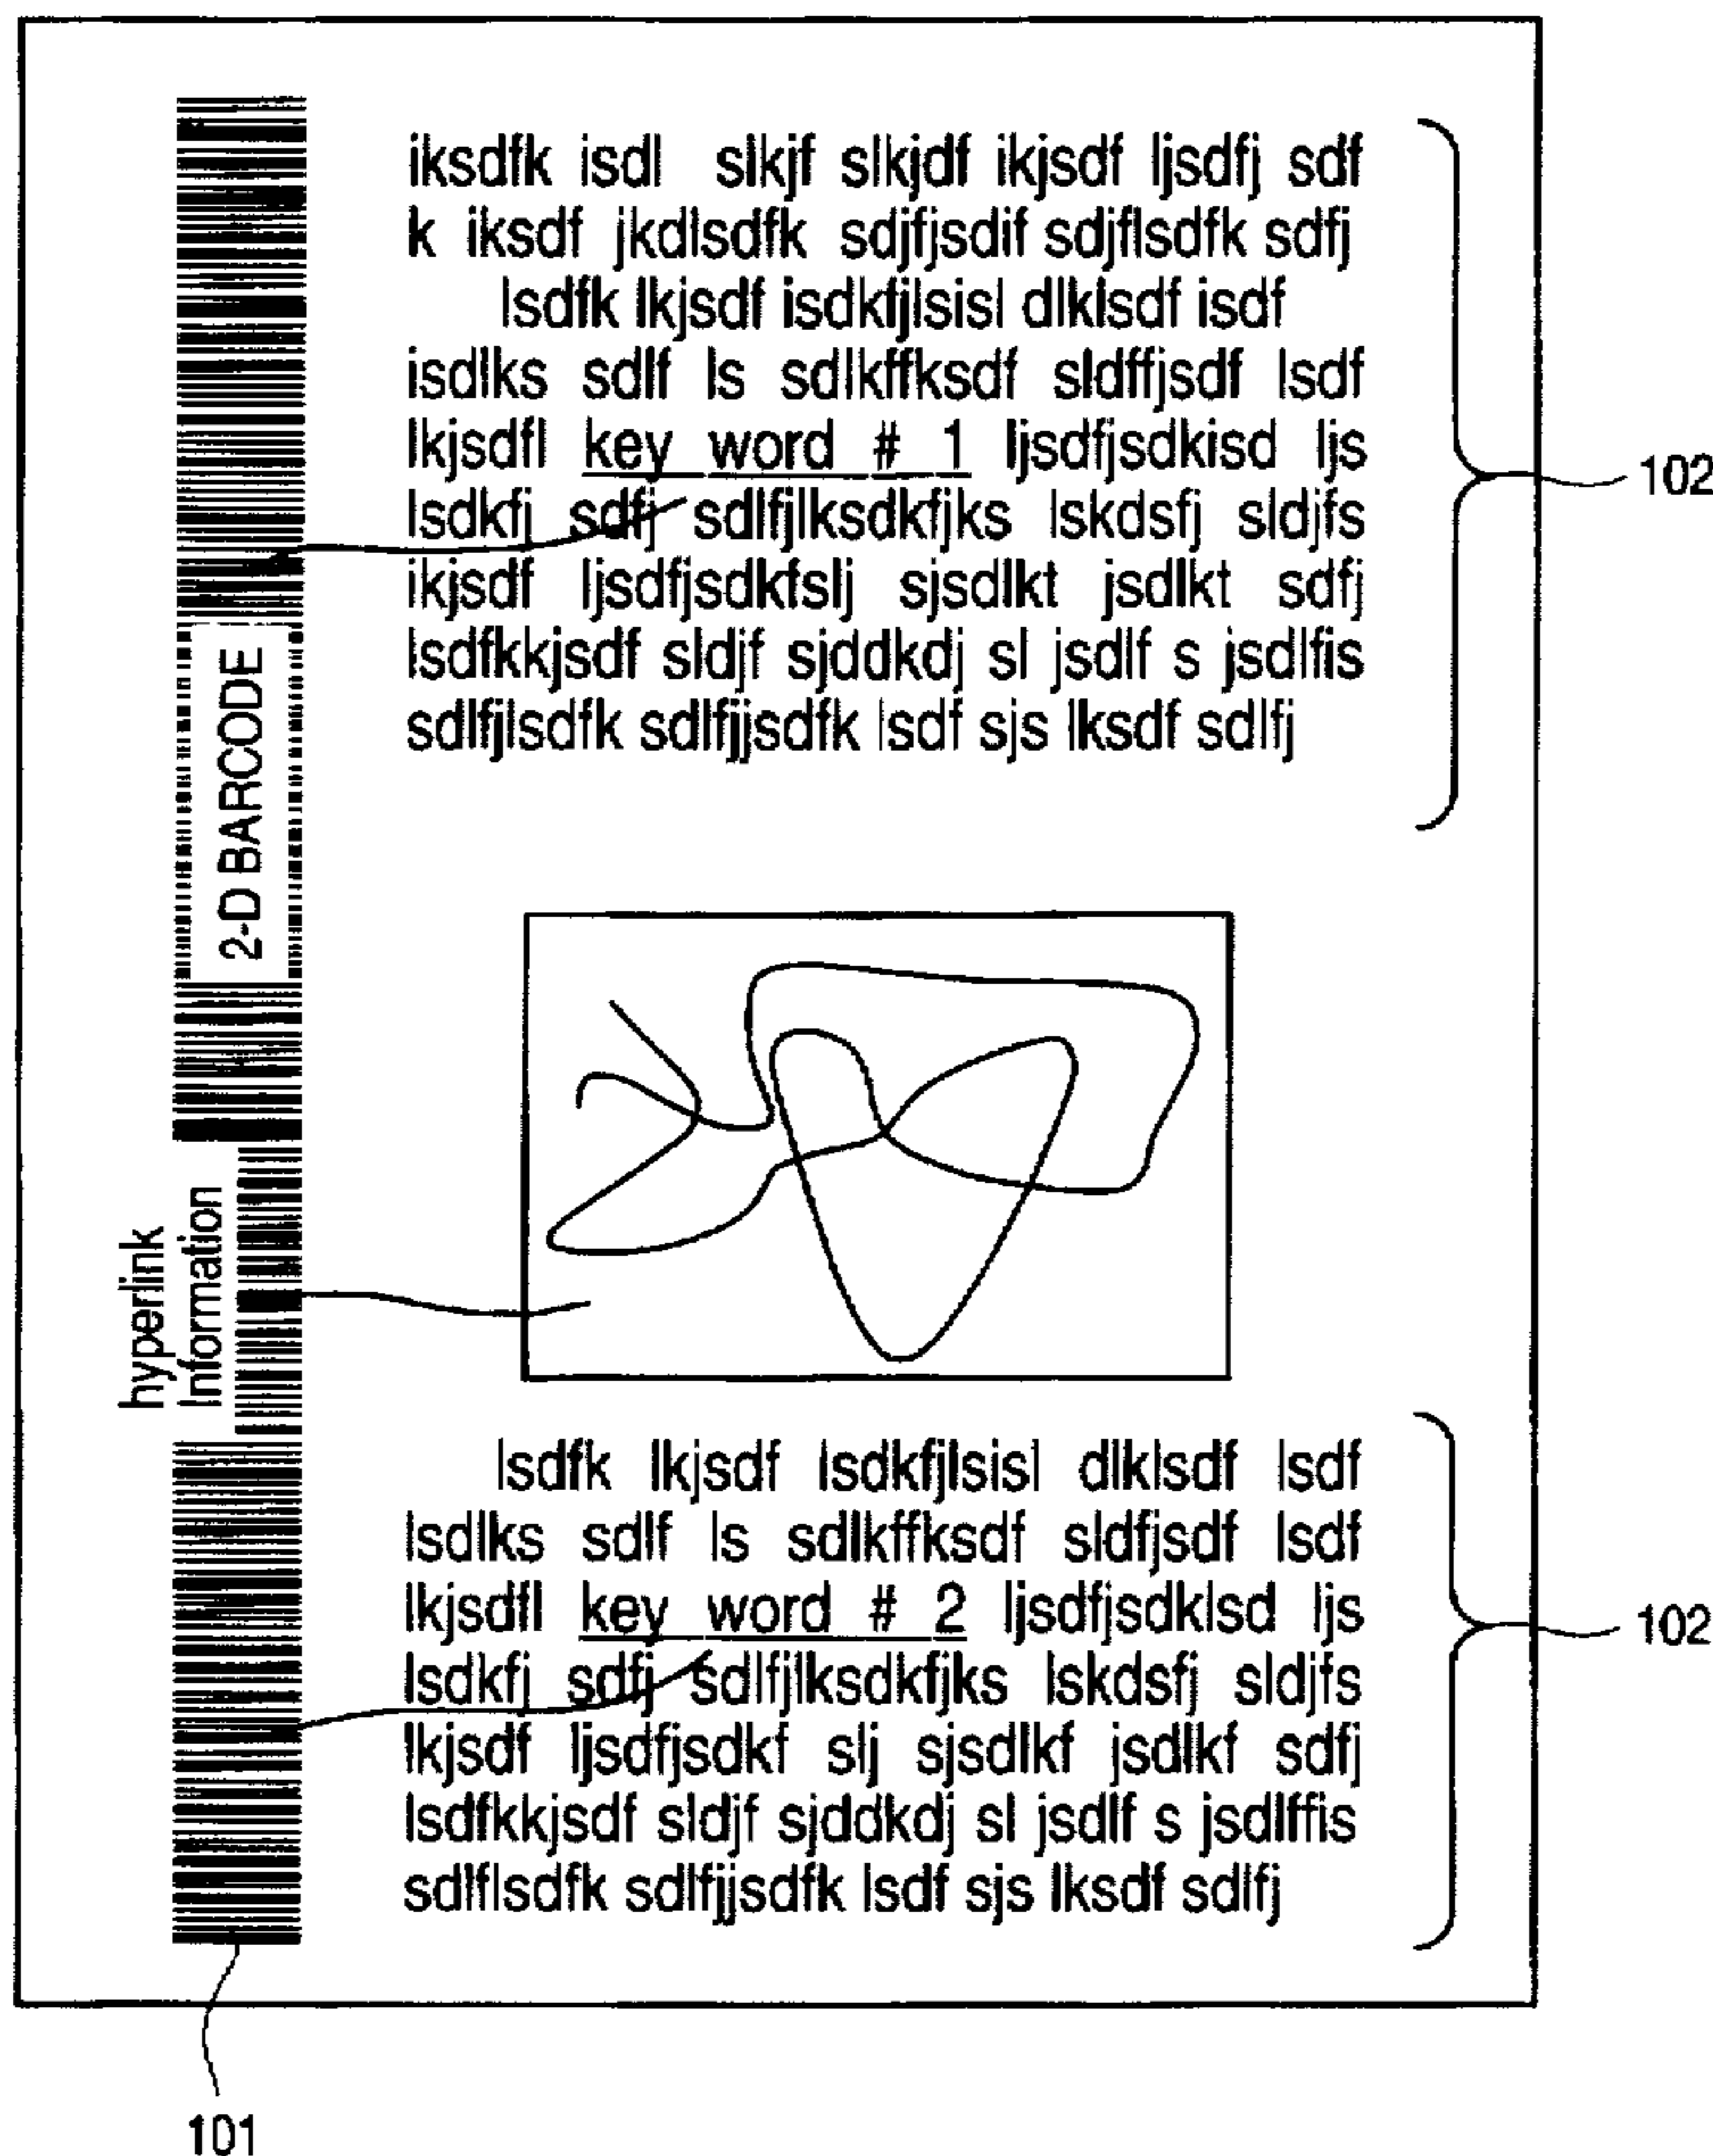 iksdfk isdl slkjf slkjdf ikjsdf ljsdfj sdf
k iksdf jkdlsdfk sdjfjsdif sdjflsdfk sdfj
lsdfk lkjsdf isdkfjlsisl dlklsdf isdf
isdlks sdlf ls sdlkffksdf sldffjsdf lsdf
lkjsdfl key word # 1 ljsdfjsdkisd ljs
lsdkfj sdfj sdlfjlksdkfjks lskdsfj sldjfs
ikjsdf ljsdfjsdkfslj sjsdlkt jsdlkt sdfj
lsdfkkjsdf sldjf sjddkdj sl jsdlf s jsdlfis
sdlfjlsdfk sdlfjjsdfk lsdf sjs lksdf sdlfj
102
2-D BARCODE
hyperlink
Information
lsdfk lkjsdf lsdkfjlsisl dlklsdf lsdf
lsdlks sdlf ls sdlkffksdf sldfjsdf lsdf
lkjsdfl key word # 2 ljsdfjsdklsd ljs
lsdkfj sdfj sdlfjlksdkfjks lskdsfj sldjfs
lkjsdf ljsdfjsdkf slj sjsdlkf jsdlkf sdfj
lsdfkkjsdf sldjf sjddkdj sl jsdlf s jsdlffis
sdlflsdfk sdlfjjsdfk lsdf sjs lksdf sdlfj
102
101